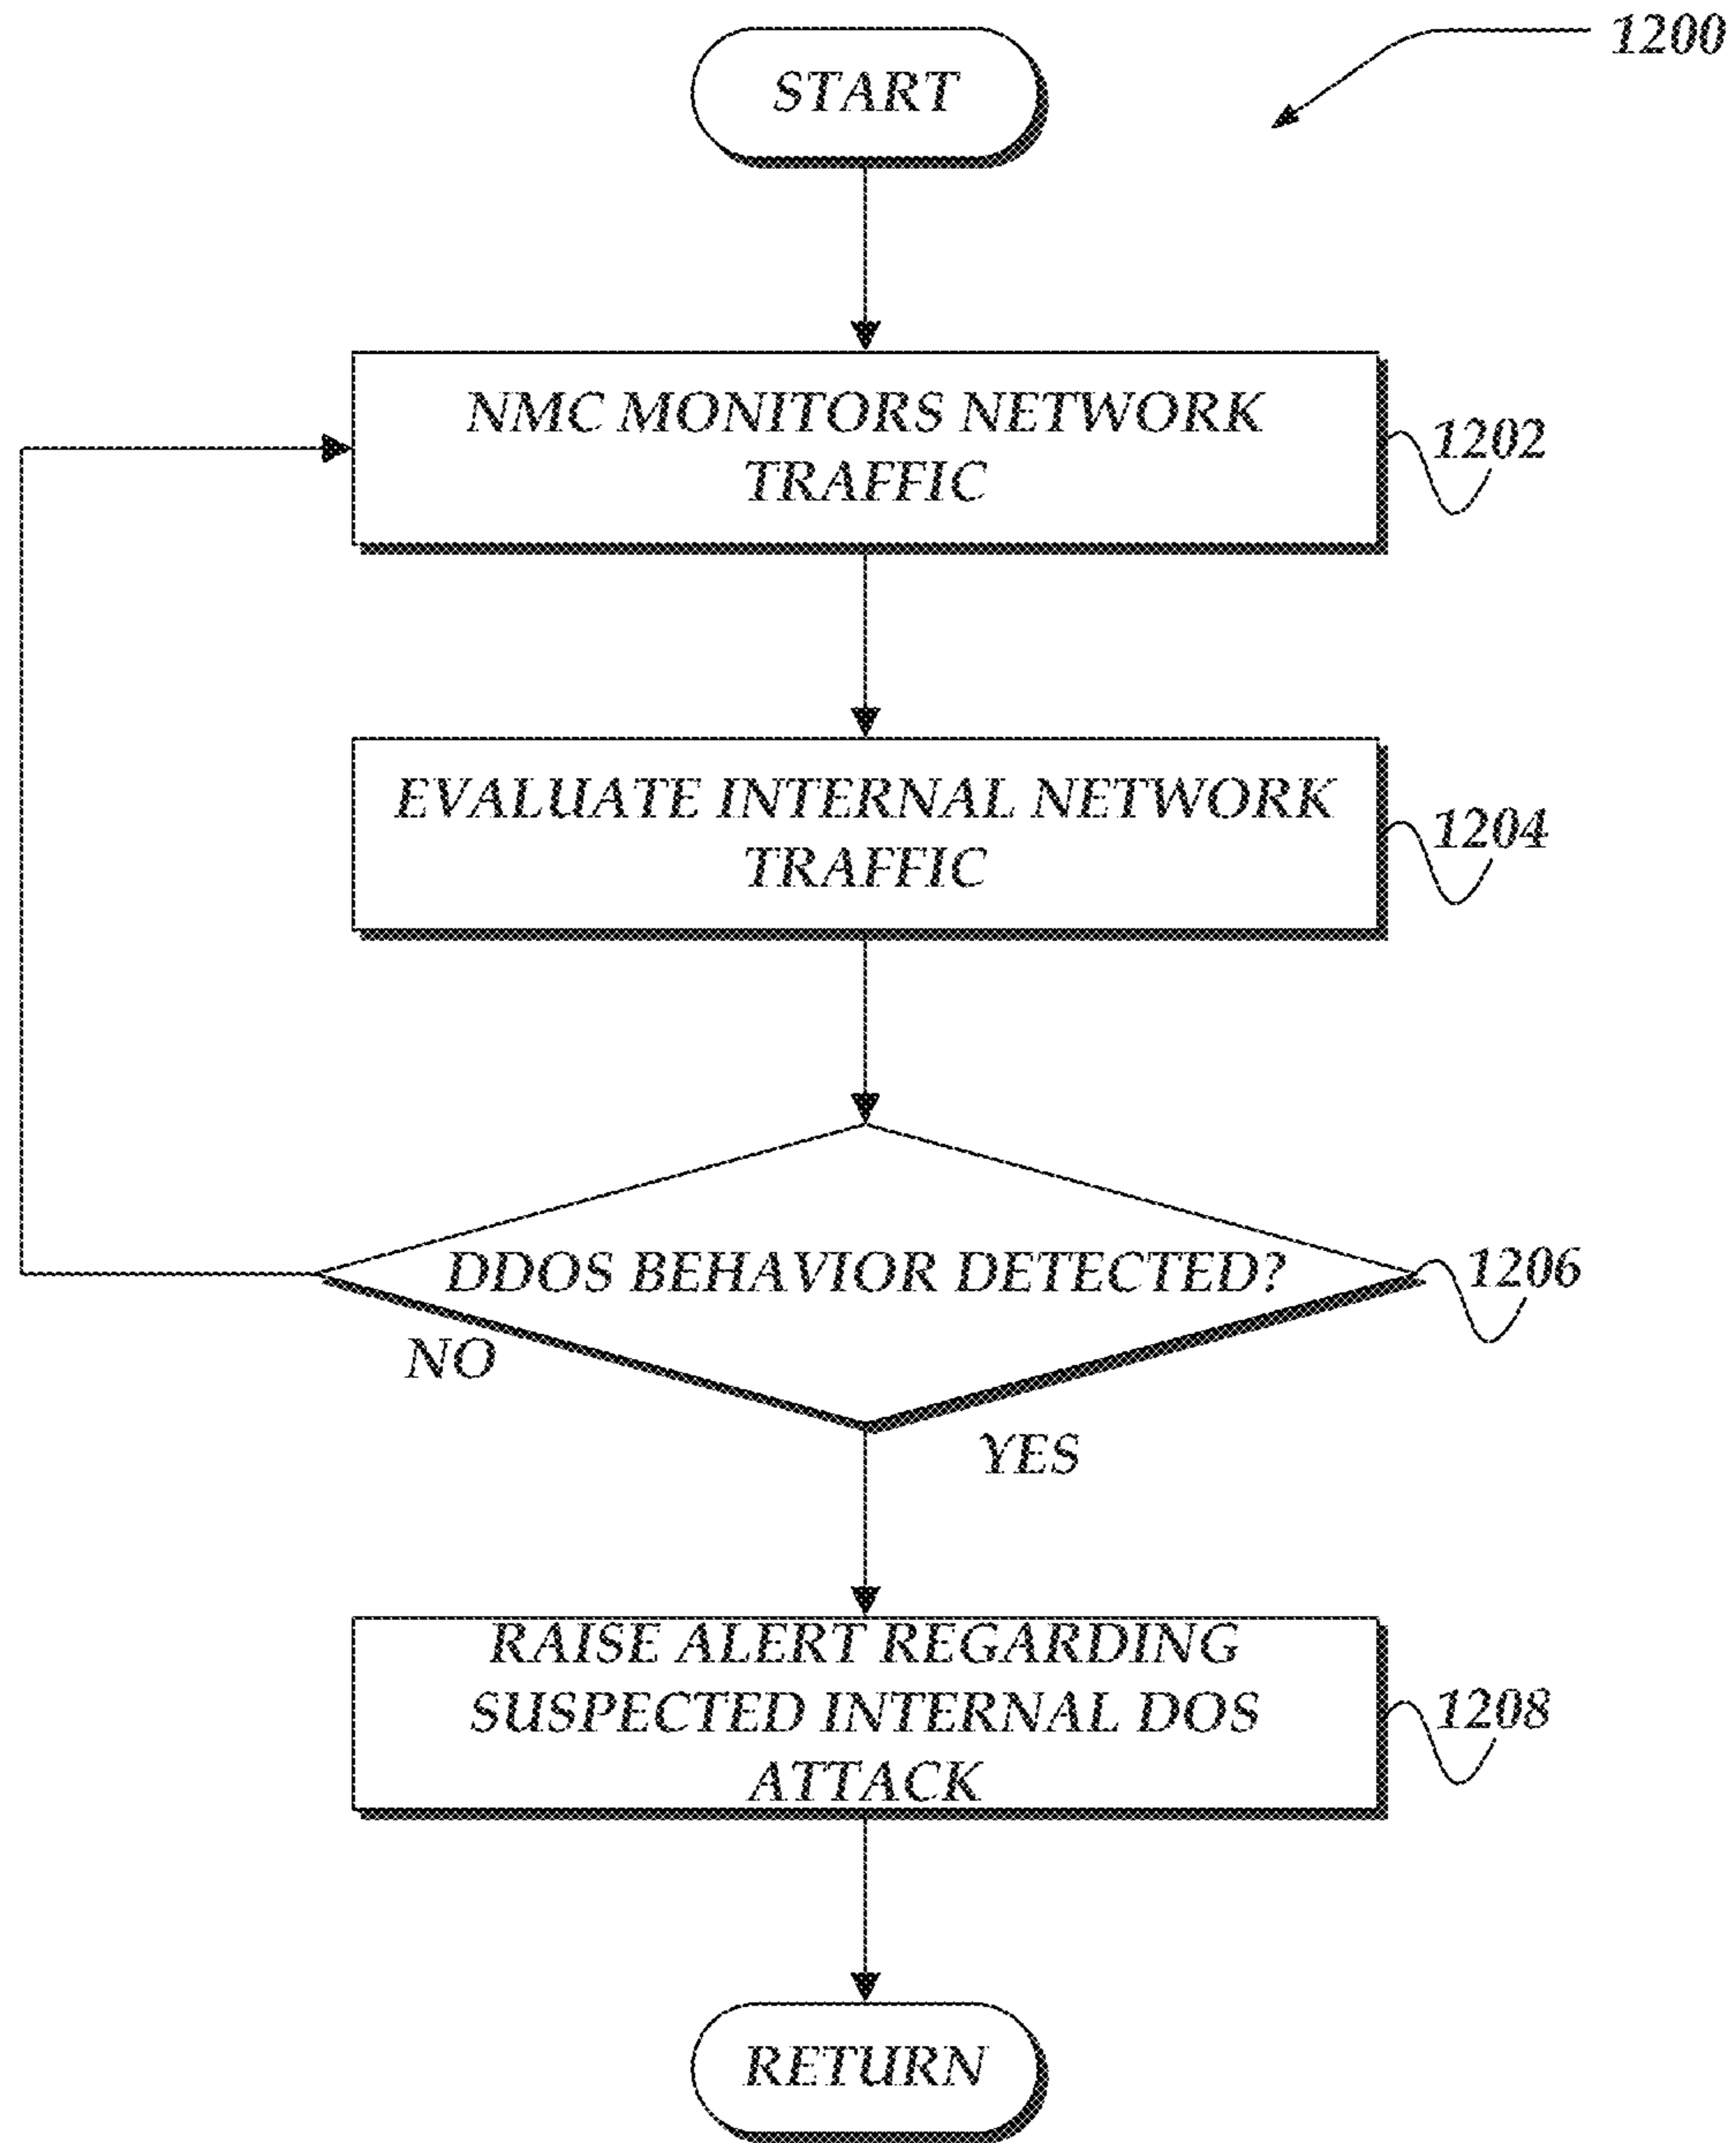 1200
START
NMC MONITORS NETWORK
TRAFFIC
1202
EVALUATE INTERNAL NETWORK
TRAFFIC
1204
DDOS BEHAVIOR DETECTED?
1206
NO
YES
RAISE ALERT REGARDING
SUSPECTED INTERNAL DOS
ATTACK
1208
RETURN